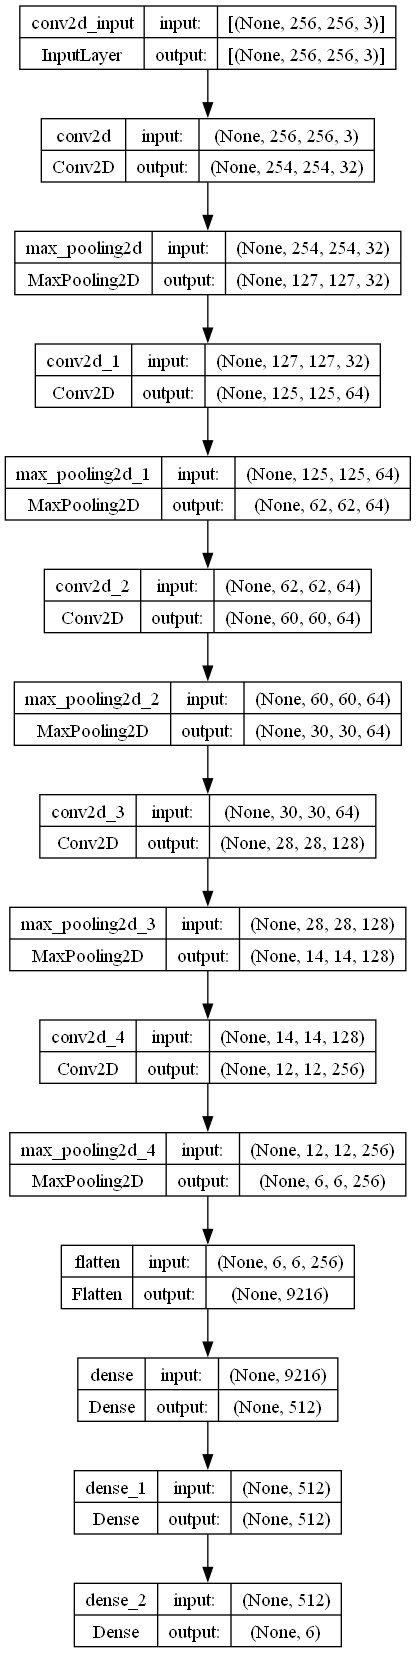 conv2d_input input: [(None, 256, 256, 3)]
InputLayer output: [(None, 256, 256, 3)]
conv2d input: (None, 256, 256, 3)
Conv2D output: (None, 254, 254, 32)
max_pooling2d input: (None, 254, 254, 32)
MaxPooling2D output: (None, 127, 127, 32)
conv2d_1 input: (None, 127, 127, 32)
Conv2D output: (None, 125, 125, 64)
max_pooling2d_1 input: (None, 125, 125, 64)
MaxPooling2D output: (None, 62, 62, 64)
conv2d_2 input: (None, 62, 62, 64)
Conv2D output: (None, 60, 60, 64)
max_pooling2d_2 input: (None, 60, 60, 64)
MaxPooling2D output: (None, 30, 30, 64)
conv2d_3 input: (None, 30, 30, 64)
Conv2D output: (None, 28, 28, 128)
max_pooling2d_3 input: (None, 28, 28, 128)
MaxPooling2D output: (None, 14, 14, 128)
conv2d_4 input: (None, 14, 14, 128)
Conv2D output: (None, 12, 12, 256)
max_pooling2d_4 input: (None, 12, 12, 256)
MaxPooling2D output: (None, 6, 6, 256)
flatten input: (None, 6, 6, 256)
Flatten output: (None, 9216)
dense input: (None, 9216)
Dense output: (None, 512)
dense_1 input: (None, 512)
Dense output: (None, 512)
dense_2 input: (None, 512)
Dense output: (None, 6)